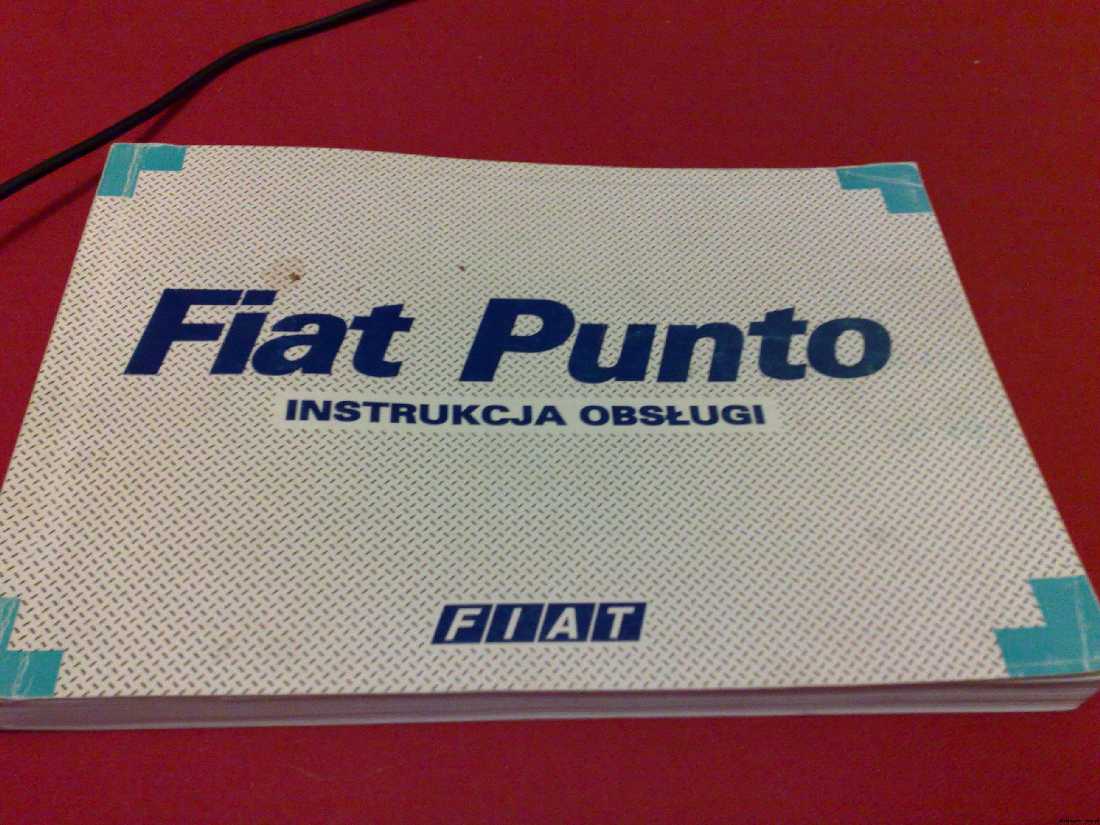 Fiat Punto
INSTRUKCJA OBSŁUGI
FIAT